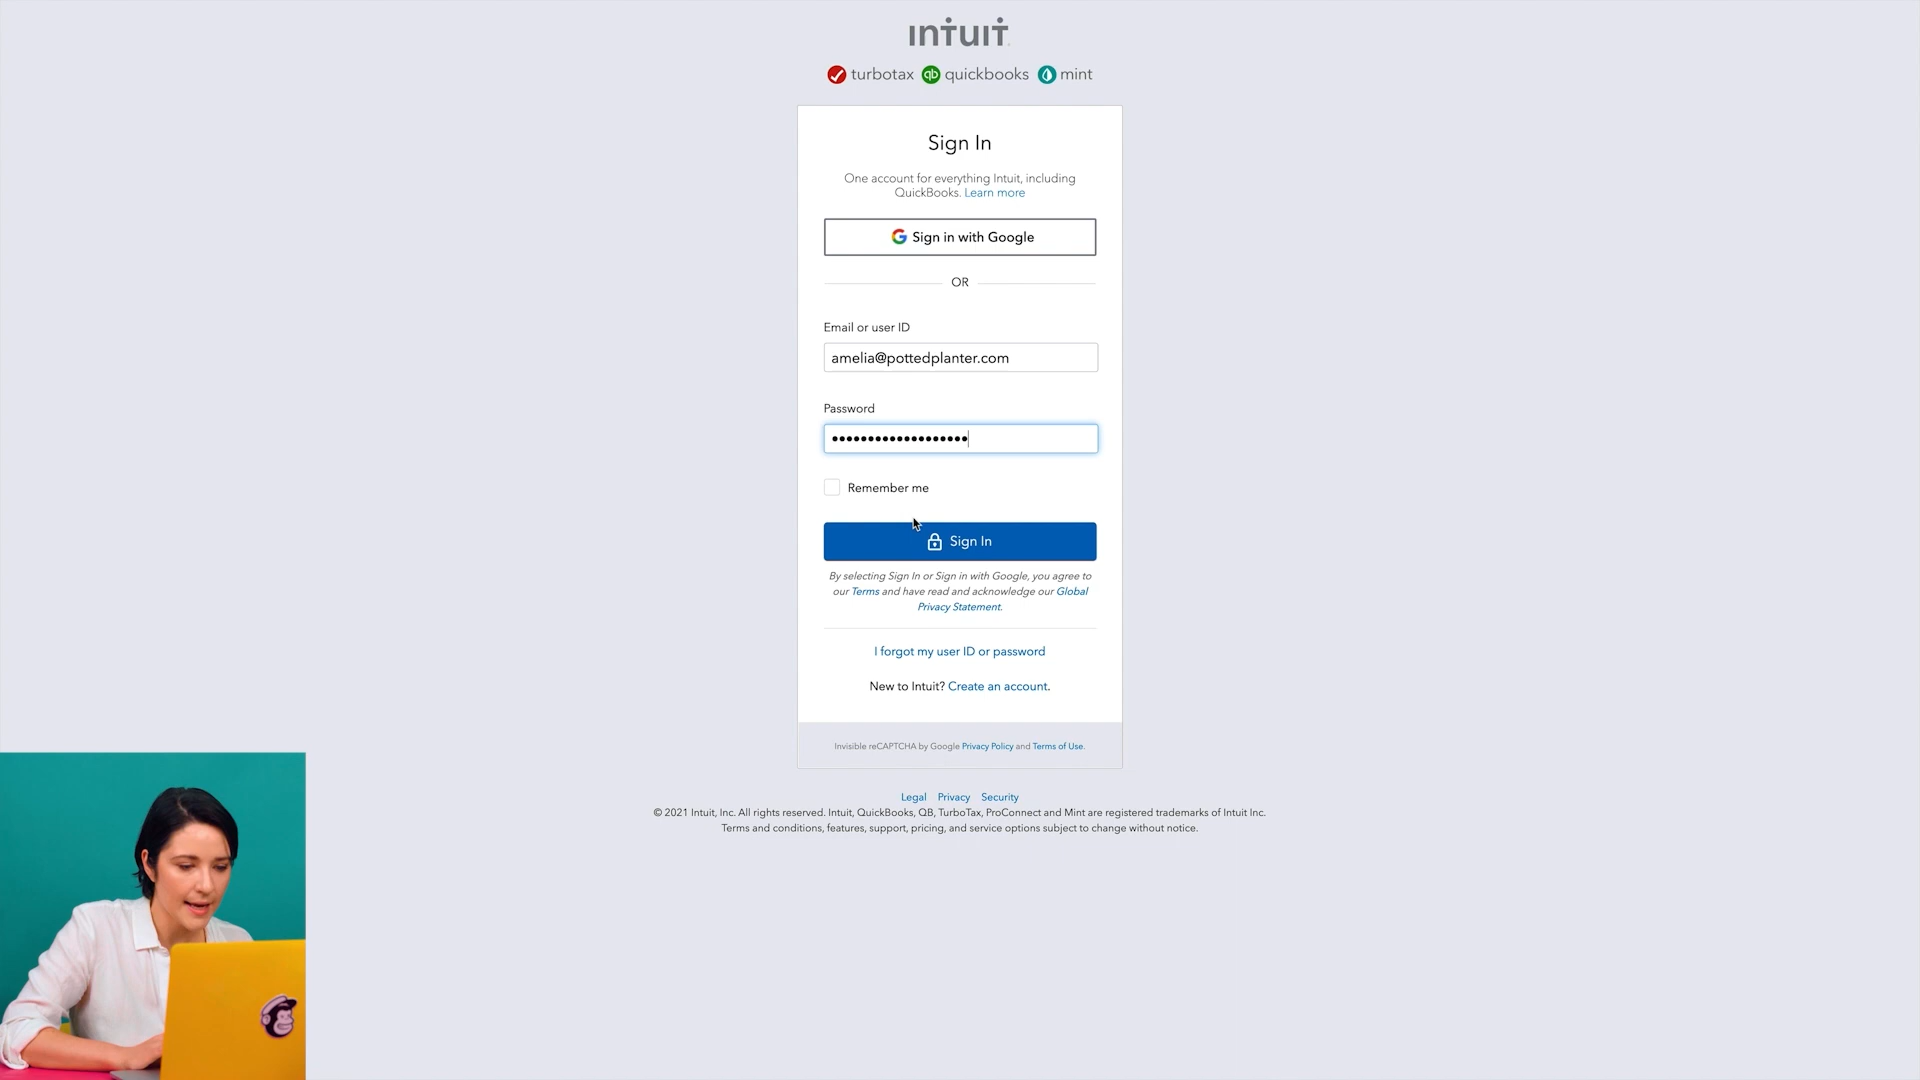 intuit
turbotax qb quickbooks mint
Sign In
One account for everything Intuit, including
QuickBooks. Learn more
G Sign in with Google
OR
Email or user ID
amelia@pottedplanter.com
Password
•••••••••••••••••••
Remember me
Sign In
By selecting Sign In or Sign in with Google, you agree to
our Terms and have read and acknowledge our Global
Privacy Statement.
I forgot my user ID or password
New to Intuit? Create an account.
Invisible reCAPTCHA by Google Privacy Policy and Terms of Use.
Legal Privacy Security
© 2021 Intuit, Inc. All rights reserved. Intuit, QuickBooks, QB, TurboTax, ProConnect and Mint are registered trademarks of Intuit Inc.
Terms and conditions, features, support, pricing, and service options subject to change without notice.